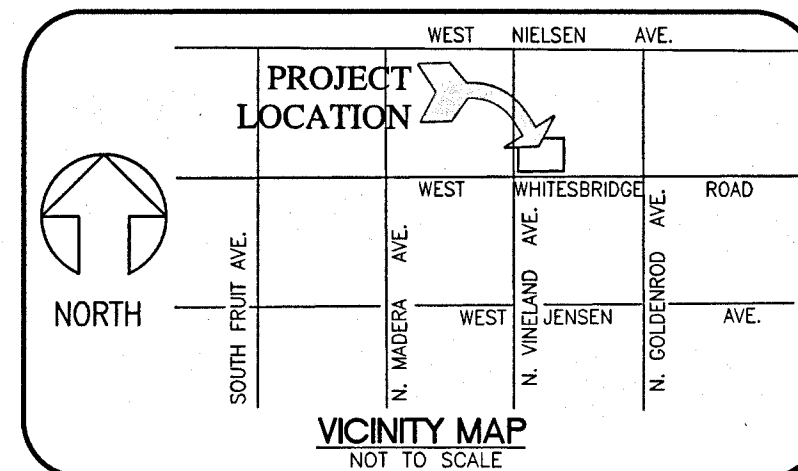 WEST NIELSEN AVE.
PROJECT
LOCATION
WEST WHITESBRIDGE ROAD
NORTH
SOUTH FRUIT AVE.
N. MADERA AVE.
N. VINELAND AVE.
N. GOLDENROD AVE.
WEST JENSEN AVE.
VICINITY MAP
NOT TO SCALE